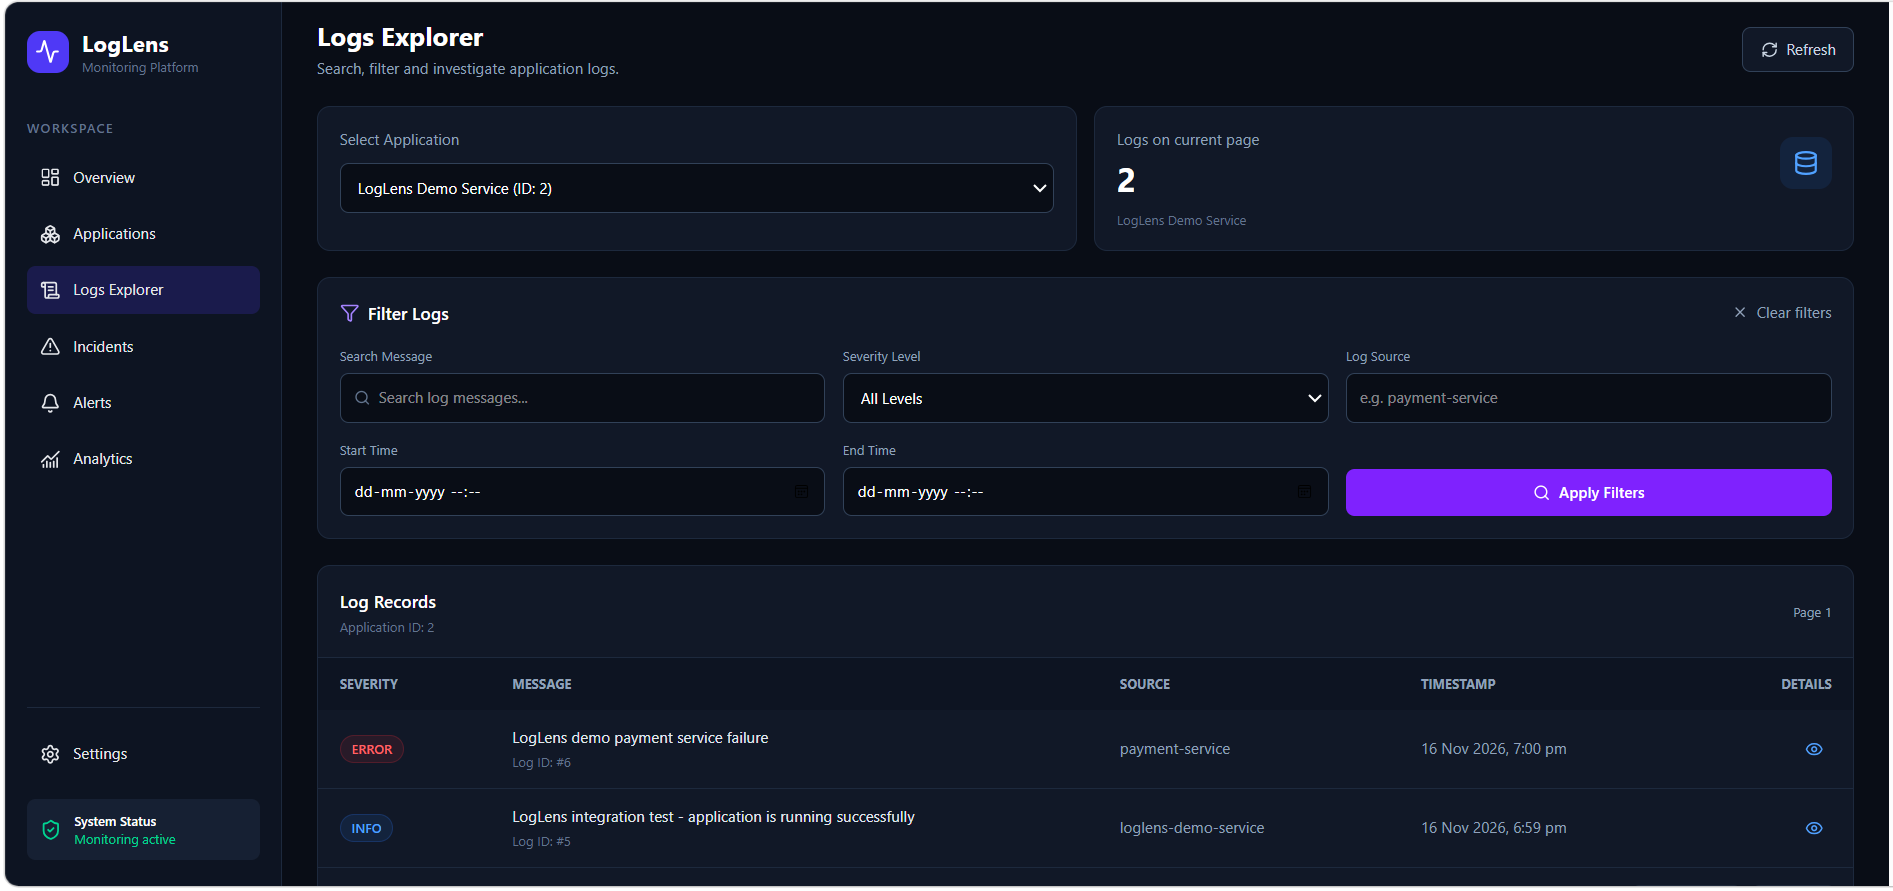 LogLens
Monitoring Platform
WORKSPACE
Overview
Applications
Logs Explorer
Incidents
Alerts
Analytics
Settings
System Status
Monitoring active
Logs Explorer
Search, filter and investigate application logs.
Refresh
Select Application
LogLens Demo Service (ID: 2)
Logs on current page
2
LogLens Demo Service
Filter Logs
Clear filters
Search Message
Severity Level
Log Source
Search log messages...
All Levels
e.g. payment-service
Start Time
End Time
dd-mm-yyyy --:--
dd-mm-yyyy --:--
Apply Filters
Log Records
Application ID: 2
Page 1
SEVERITY MESSAGE SOURCE TIMESTAMP DETAILS
ERROR LogLens demo payment service failure payment-service 16 Nov 2026, 7:00 pm
Log ID: #6
INFO LogLens integration test - application is running successfully loglens-demo-service 16 Nov 2026, 6:59 pm
Log ID: #5